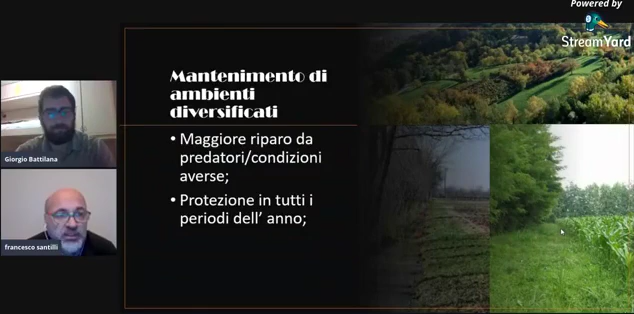 Powered by
StreamYard
Mantenimento di
ambienti
diversificati
• Maggiore riparo da
predatori/condizioni
averse;
• Protezione in tutti i
periodi dell' anno;
Giorgio Battilana
francesco santilli